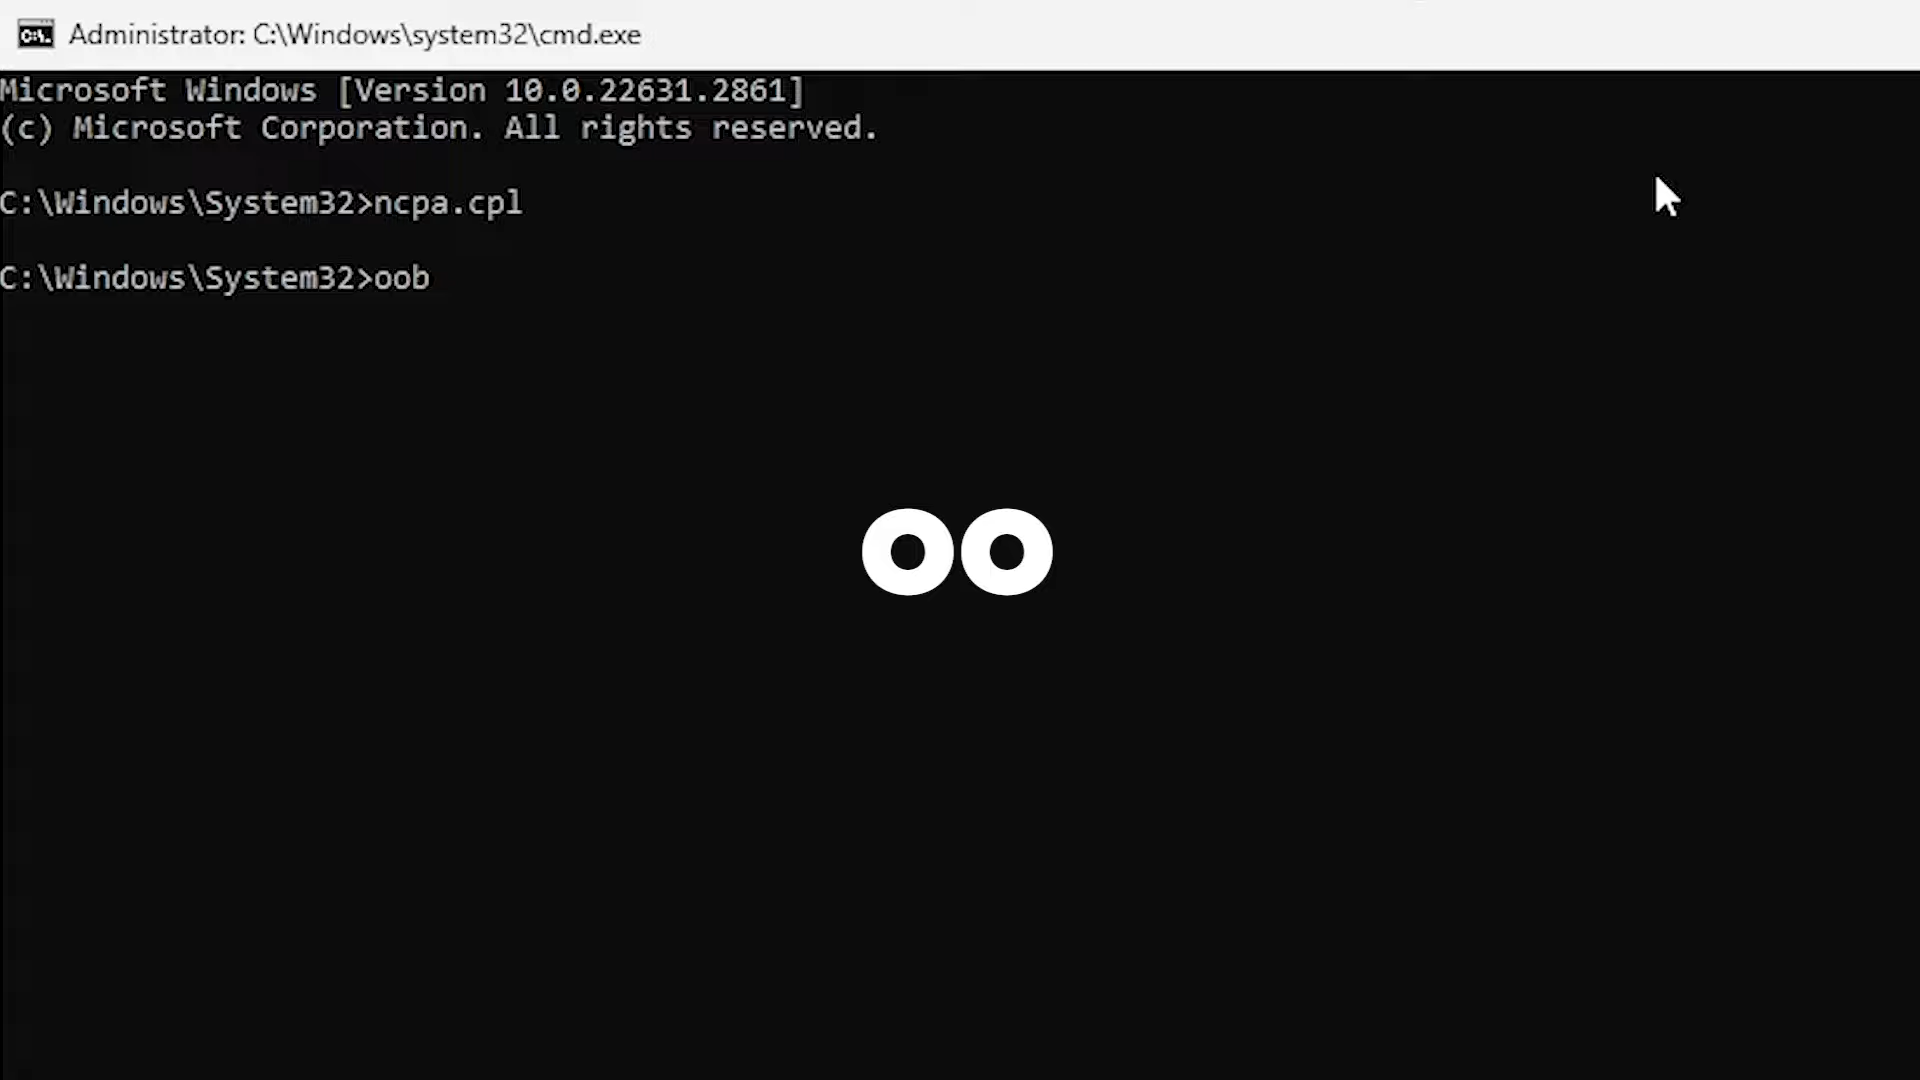 Administrator: C:\Windows\system32\cmd.exe
Microsoft Windows [Version 10.0.22631.2861]
(c) Microsoft Corporation. All rights reserved.
C:\Windows\System32>ncpa.cpl
C:\Windows\System32>oob
oo